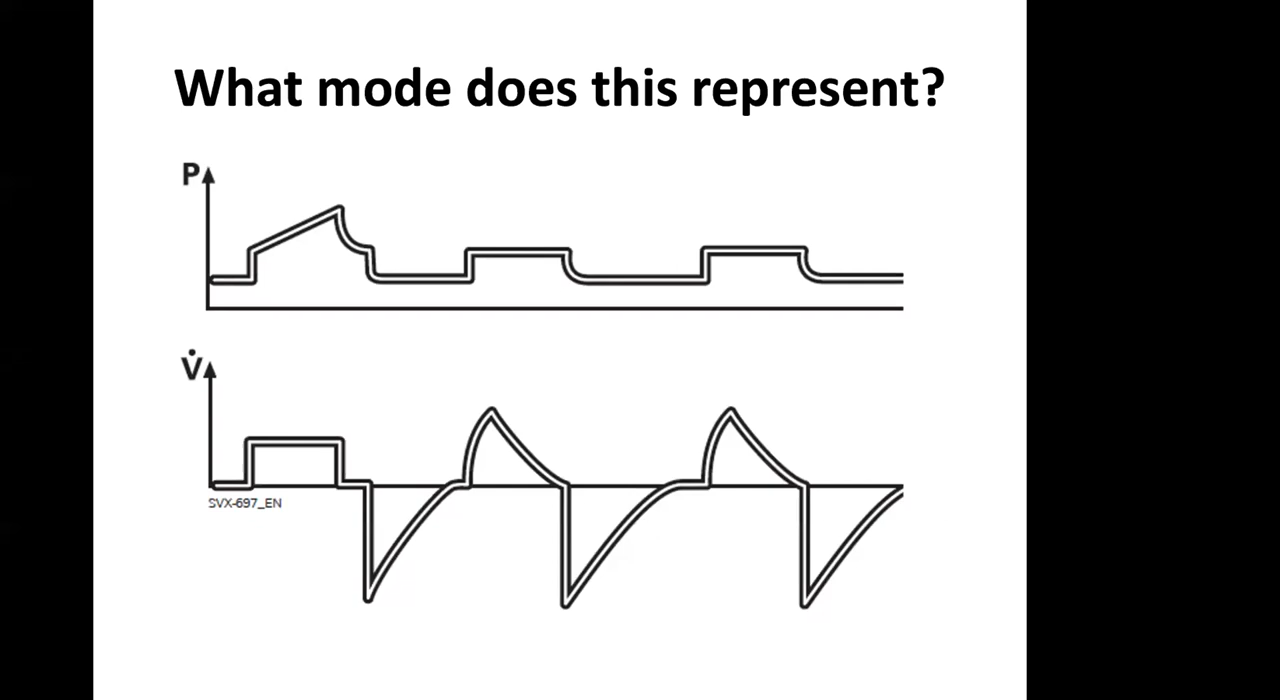 What mode does this represent?
P
V̇
SVX-697_EN